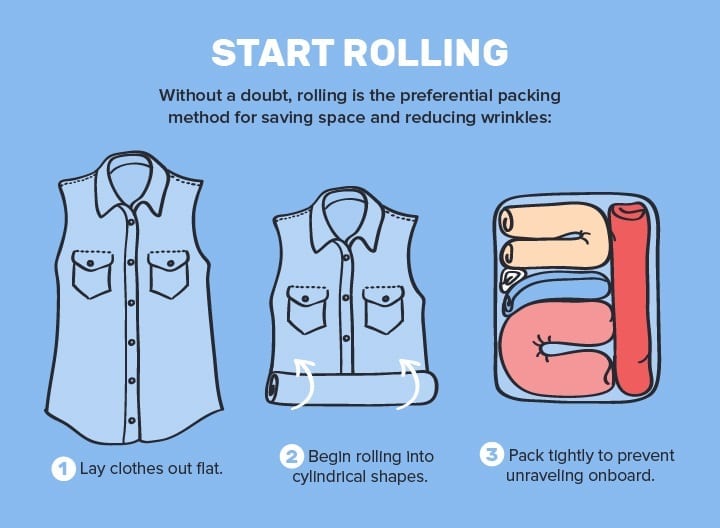 START ROLLING
Without a doubt, rolling is the preferential packing
method for saving space and reducing wrinkles:
1 Lay clothes out flat.
2 Begin rolling into
cylindrical shapes.
3 Pack tightly to prevent
unraveling onboard.